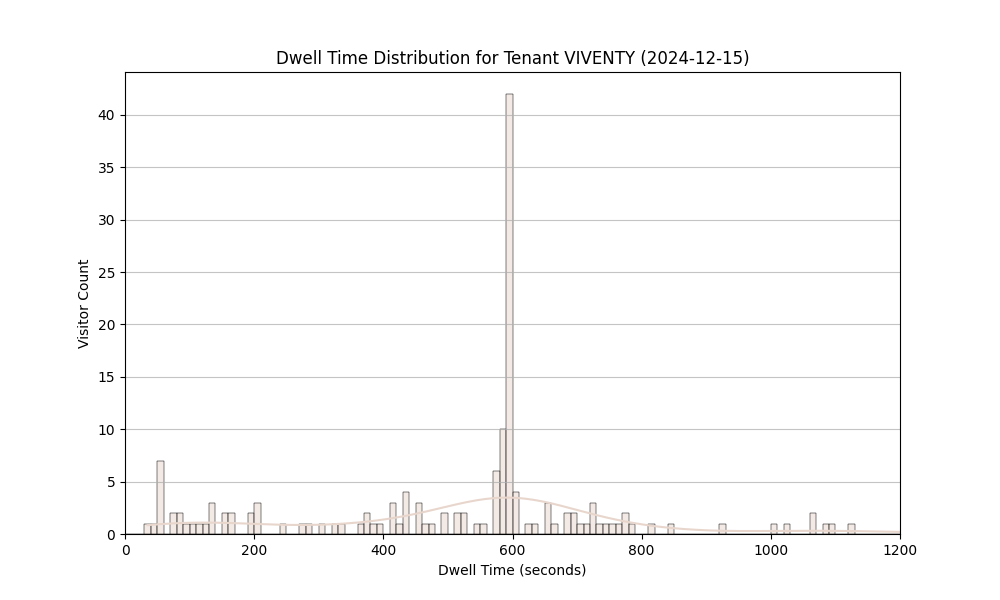 Dwell Time Distribution for Tenant VIVENTY (2024-12-15)
40
35
30
25
20
15
10
5
0
Visitor Count
0 200 400 600 800 1000 1200
Dwell Time (seconds)